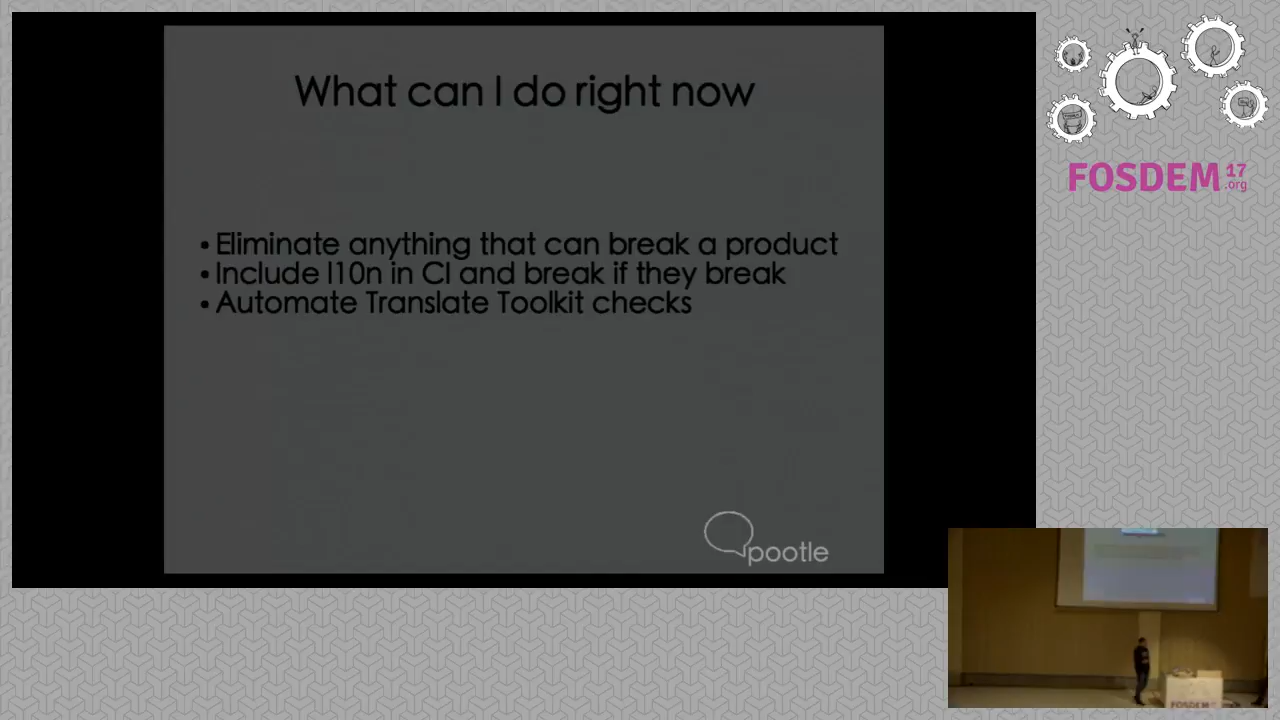 What can I do right now
• Eliminate anything that can break a product
• Include l10n in CI and break if they break
• Automate Translate Toolkit checks
pootle
FOSDEM 17
.org
FOSDEM